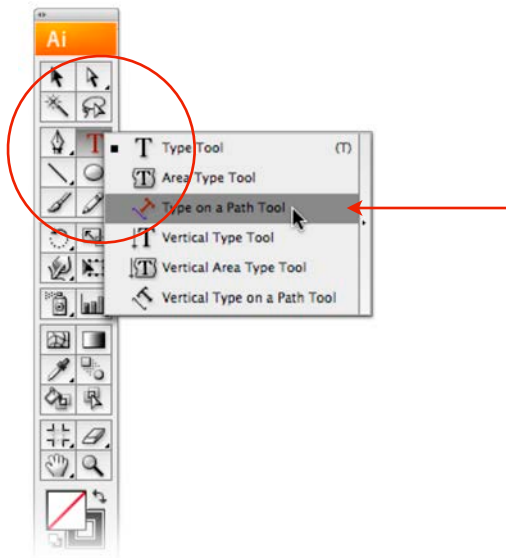 Ai
T
T Type Tool (T)
T Area Type Tool
Type on a Path Tool
T Vertical Type Tool
T Vertical Area Type Tool
Vertical Type on a Path Tool